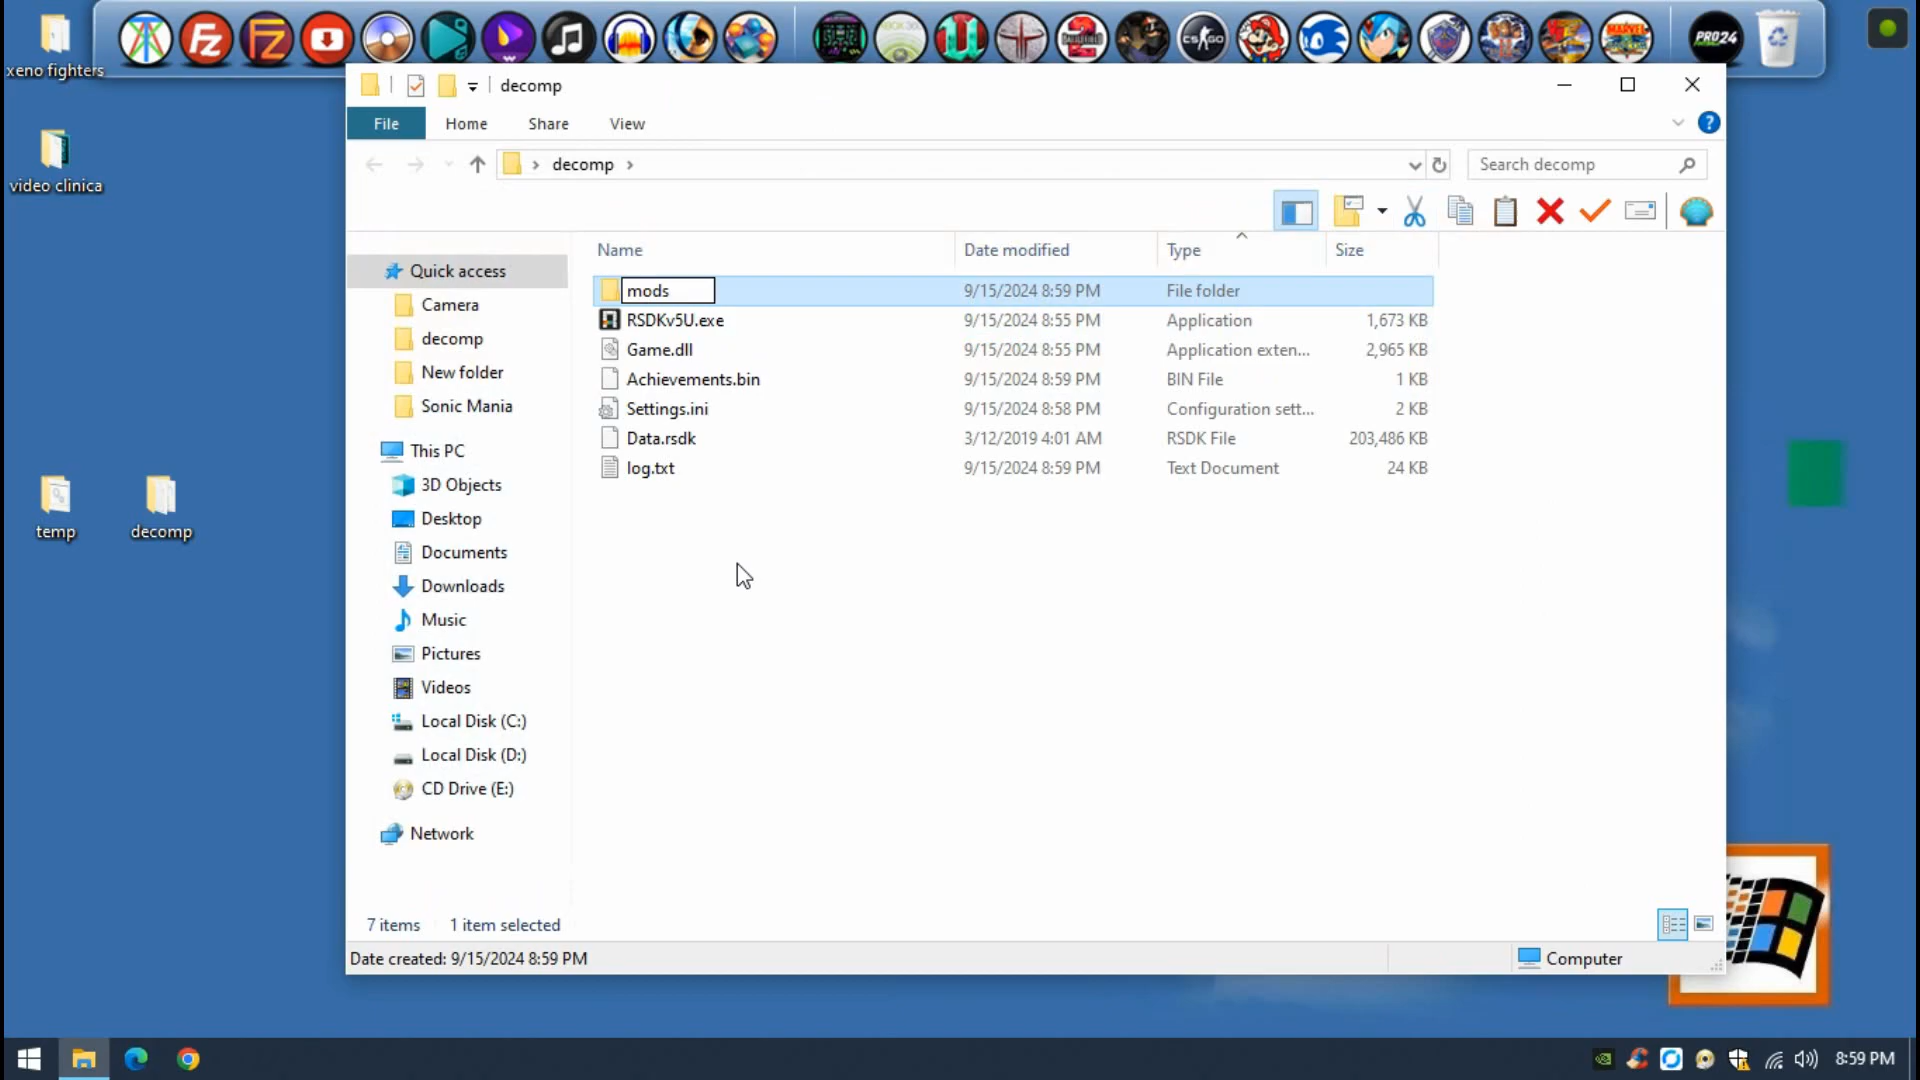 xeno fighters
CS:GO
PRO24
decomp
File
Home
Share
View
?
decomp
Search decomp
video clinica
Name
Date modified
Type
Size
Quick access
Camera
decomp
New folder
Sonic Mania
This PC
3D Objects
Desktop
Documents
Downloads
Music
Pictures
Videos
Local Disk (C:)
Local Disk (D:)
CD Drive (E:)
Network
mods 9/15/2024 8:59 PM File folder
RSDKv5U.exe 9/15/2024 8:55 PM Application 1,673 KB
Game.dll 9/15/2024 8:55 PM Application exten... 2,965 KB
Achievements.bin 9/15/2024 8:59 PM BIN File 1 KB
Settings.ini 9/15/2024 8:58 PM Configuration sett... 2 KB
Data.rsdk 3/12/2019 4:01 AM RSDK File 203,486 KB
log.txt 9/15/2024 8:59 PM Text Document 24 KB
temp
decomp
7 items 1 item selected
Date created: 9/15/2024 8:59 PM
Computer
8:59 PM